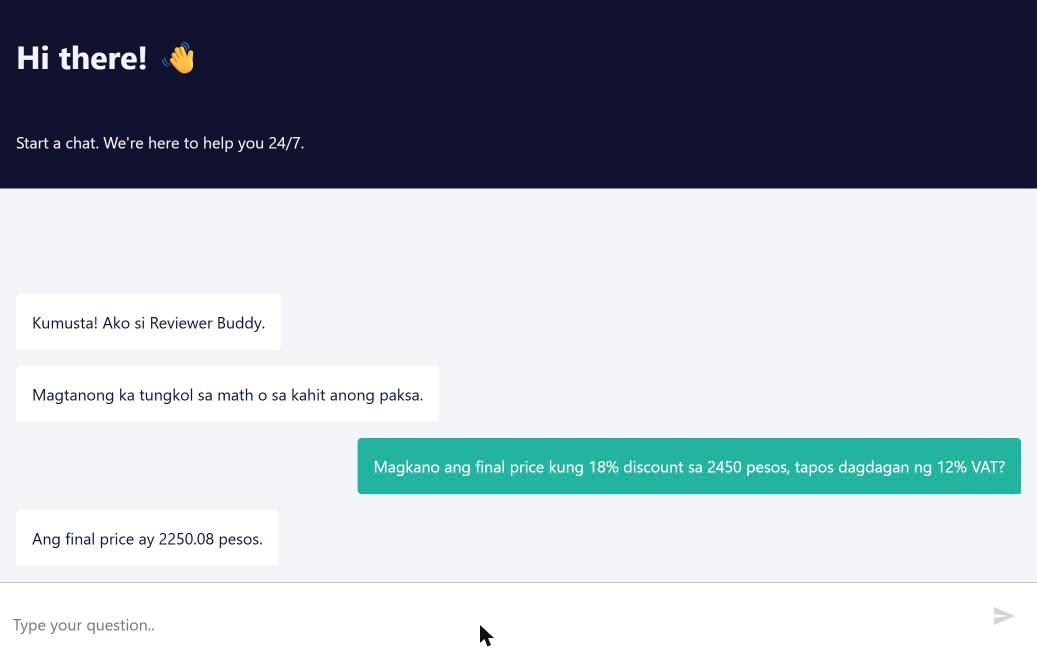 Hi there! 👋
Start a chat. We're here to help you 24/7.
Kumusta! Ako si Reviewer Buddy.
Magtanong ka tungkol sa math o sa kahit anong paksa.
Magkano ang final price kung 18% discount sa 2450 pesos, tapos dagdagan ng 12% VAT?
Ang final price ay 2250.08 pesos.
Type your question..